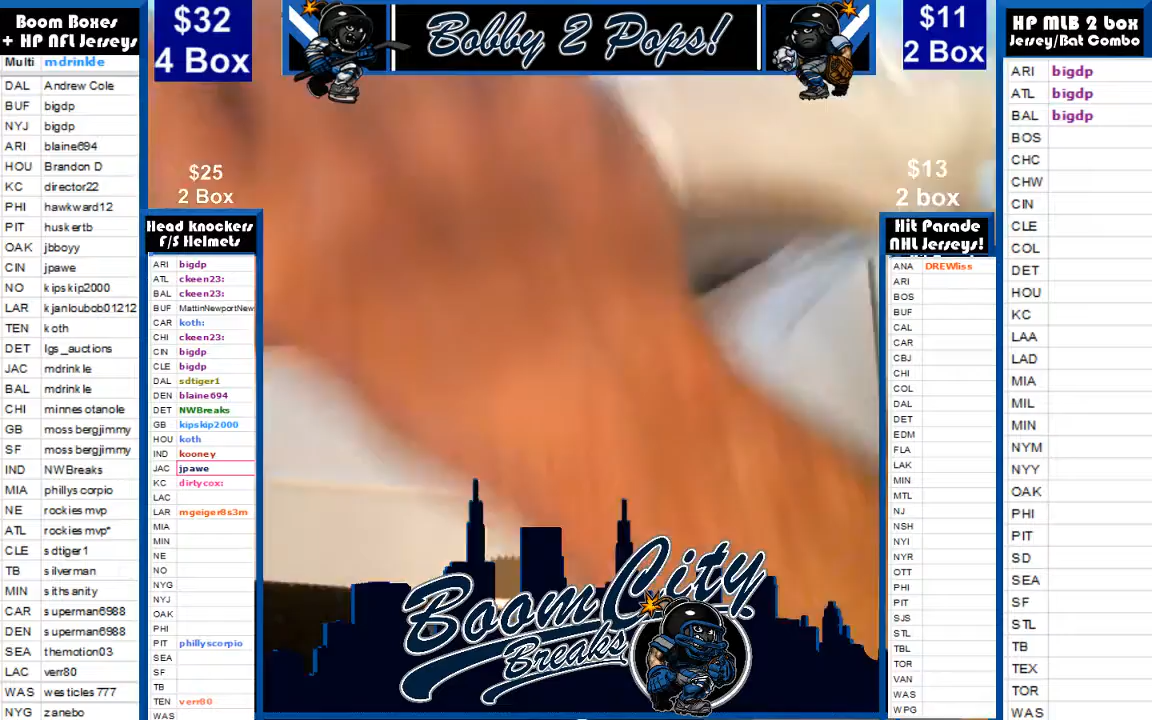 Boom Boxes
+ HP NFL Jerseys
Multi mdrinkle
DAL Andrew Cole
BUF bigdp
NYJ bigdp
ARI blaine694
HOU Brandon D
KC director22
PHI hawkward12
PIT huskertb
OAK jbboyy
CIN jpawe
NO kipskip2000
LAR kjanloubob01212
TEN koth
DET lgs_auctions
JAC mdrinkle
BAL mdrinkle
CHI minnesotanole
GB mossbergjimmy
SF mossbergjimmy
IND NWBreaks
MIA phillyscorpio
NE rockiesmvp
ATL rockiesmvp*
CLE sdtiger1
TB silverman
MIN sithsanity
CAR superman6988
DEN superman6988
SEA themotion03
LAC verr80
WAS westicles777
NYG zanebo
$32
4 Box
$25
2 Box
Head knockers
F/S Helmets
ARI bigdp
ATL ckeen23:
BAL ckeen23:
BUF MattinNewportNew
CAR koth:
CHI ckeen23:
CIN bigdp
CLE bigdp
DAL sdtiger1
DEN blaine694
DET NWBreaks
GB kipskip2000
HOU koth
IND kooney
JAC jpawe
KC dirtycox:
LAC
LAR mgeiger8s3m
MIA
MIN
NE
NO
NYG
NYJ
OAK
PHI
PIT phillyscorpio
SEA
SF
TB
TEN verr80
WAS
Bobby 2 Pops!
Boom City
Breaks
$11
2 Box
$13
2 box
Hit Parade
NHL Jerseys!
ANA DREWliss
ARI
BOS
BUF
CAL
CAR
CBJ
CHI
COL
DAL
DET
EDM
FLA
LAK
MIN
MTL
NJ
NSH
NYI
NYR
OTT
PHI
PIT
SJS
STL
TBL
TOR
VAN
WAS
WPG
HP MLB 2 box
Jersey/Bat Combo
ARI bigdp
ATL bigdp
BAL bigdp
BOS
CHC
CHW
CIN
CLE
COL
DET
HOU
KC
LAA
LAD
MIA
MIL
MIN
NYM
NYY
OAK
PHI
PIT
SD
SEA
SF
STL
TB
TEX
TOR
WAS